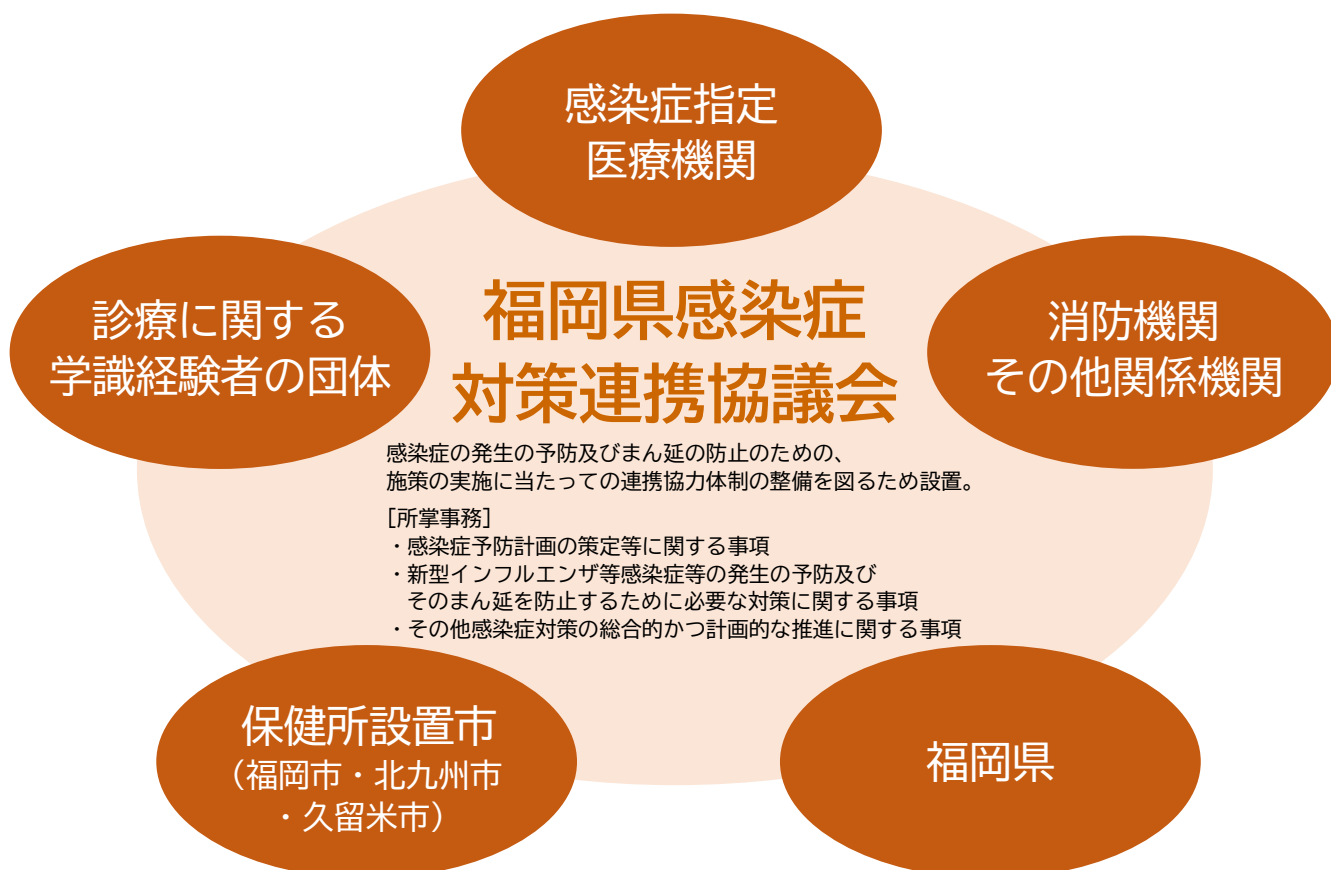 感染症指定
医療機関
診療に関する
学識経験者の団体
消防機関
その他関係機関
福岡県感染症
対策連携協議会
感染症の発生の予防及びまん延の防止のための、
施策の実施に当たっての連携協力体制の整備を図るため設置。
[所掌事務]
・感染症予防計画の策定等に関する事項
・新型インフルエンザ等感染症等の発生の予防及び
そのまん延を防止するために必要な対策に関する事項
・その他感染症対策の総合的かつ計画的な推進に関する事項
保健所設置市
（福岡市・北九州市
・久留米市）
福岡県